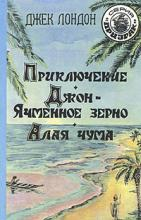 ДЖЕК ЛОНДОН
ПРИКЛЮЧЕНИЕ
ДЖОН-
ЯЧМЕННОЕ ЗЕРНО
АЛАЯ ЧУМА